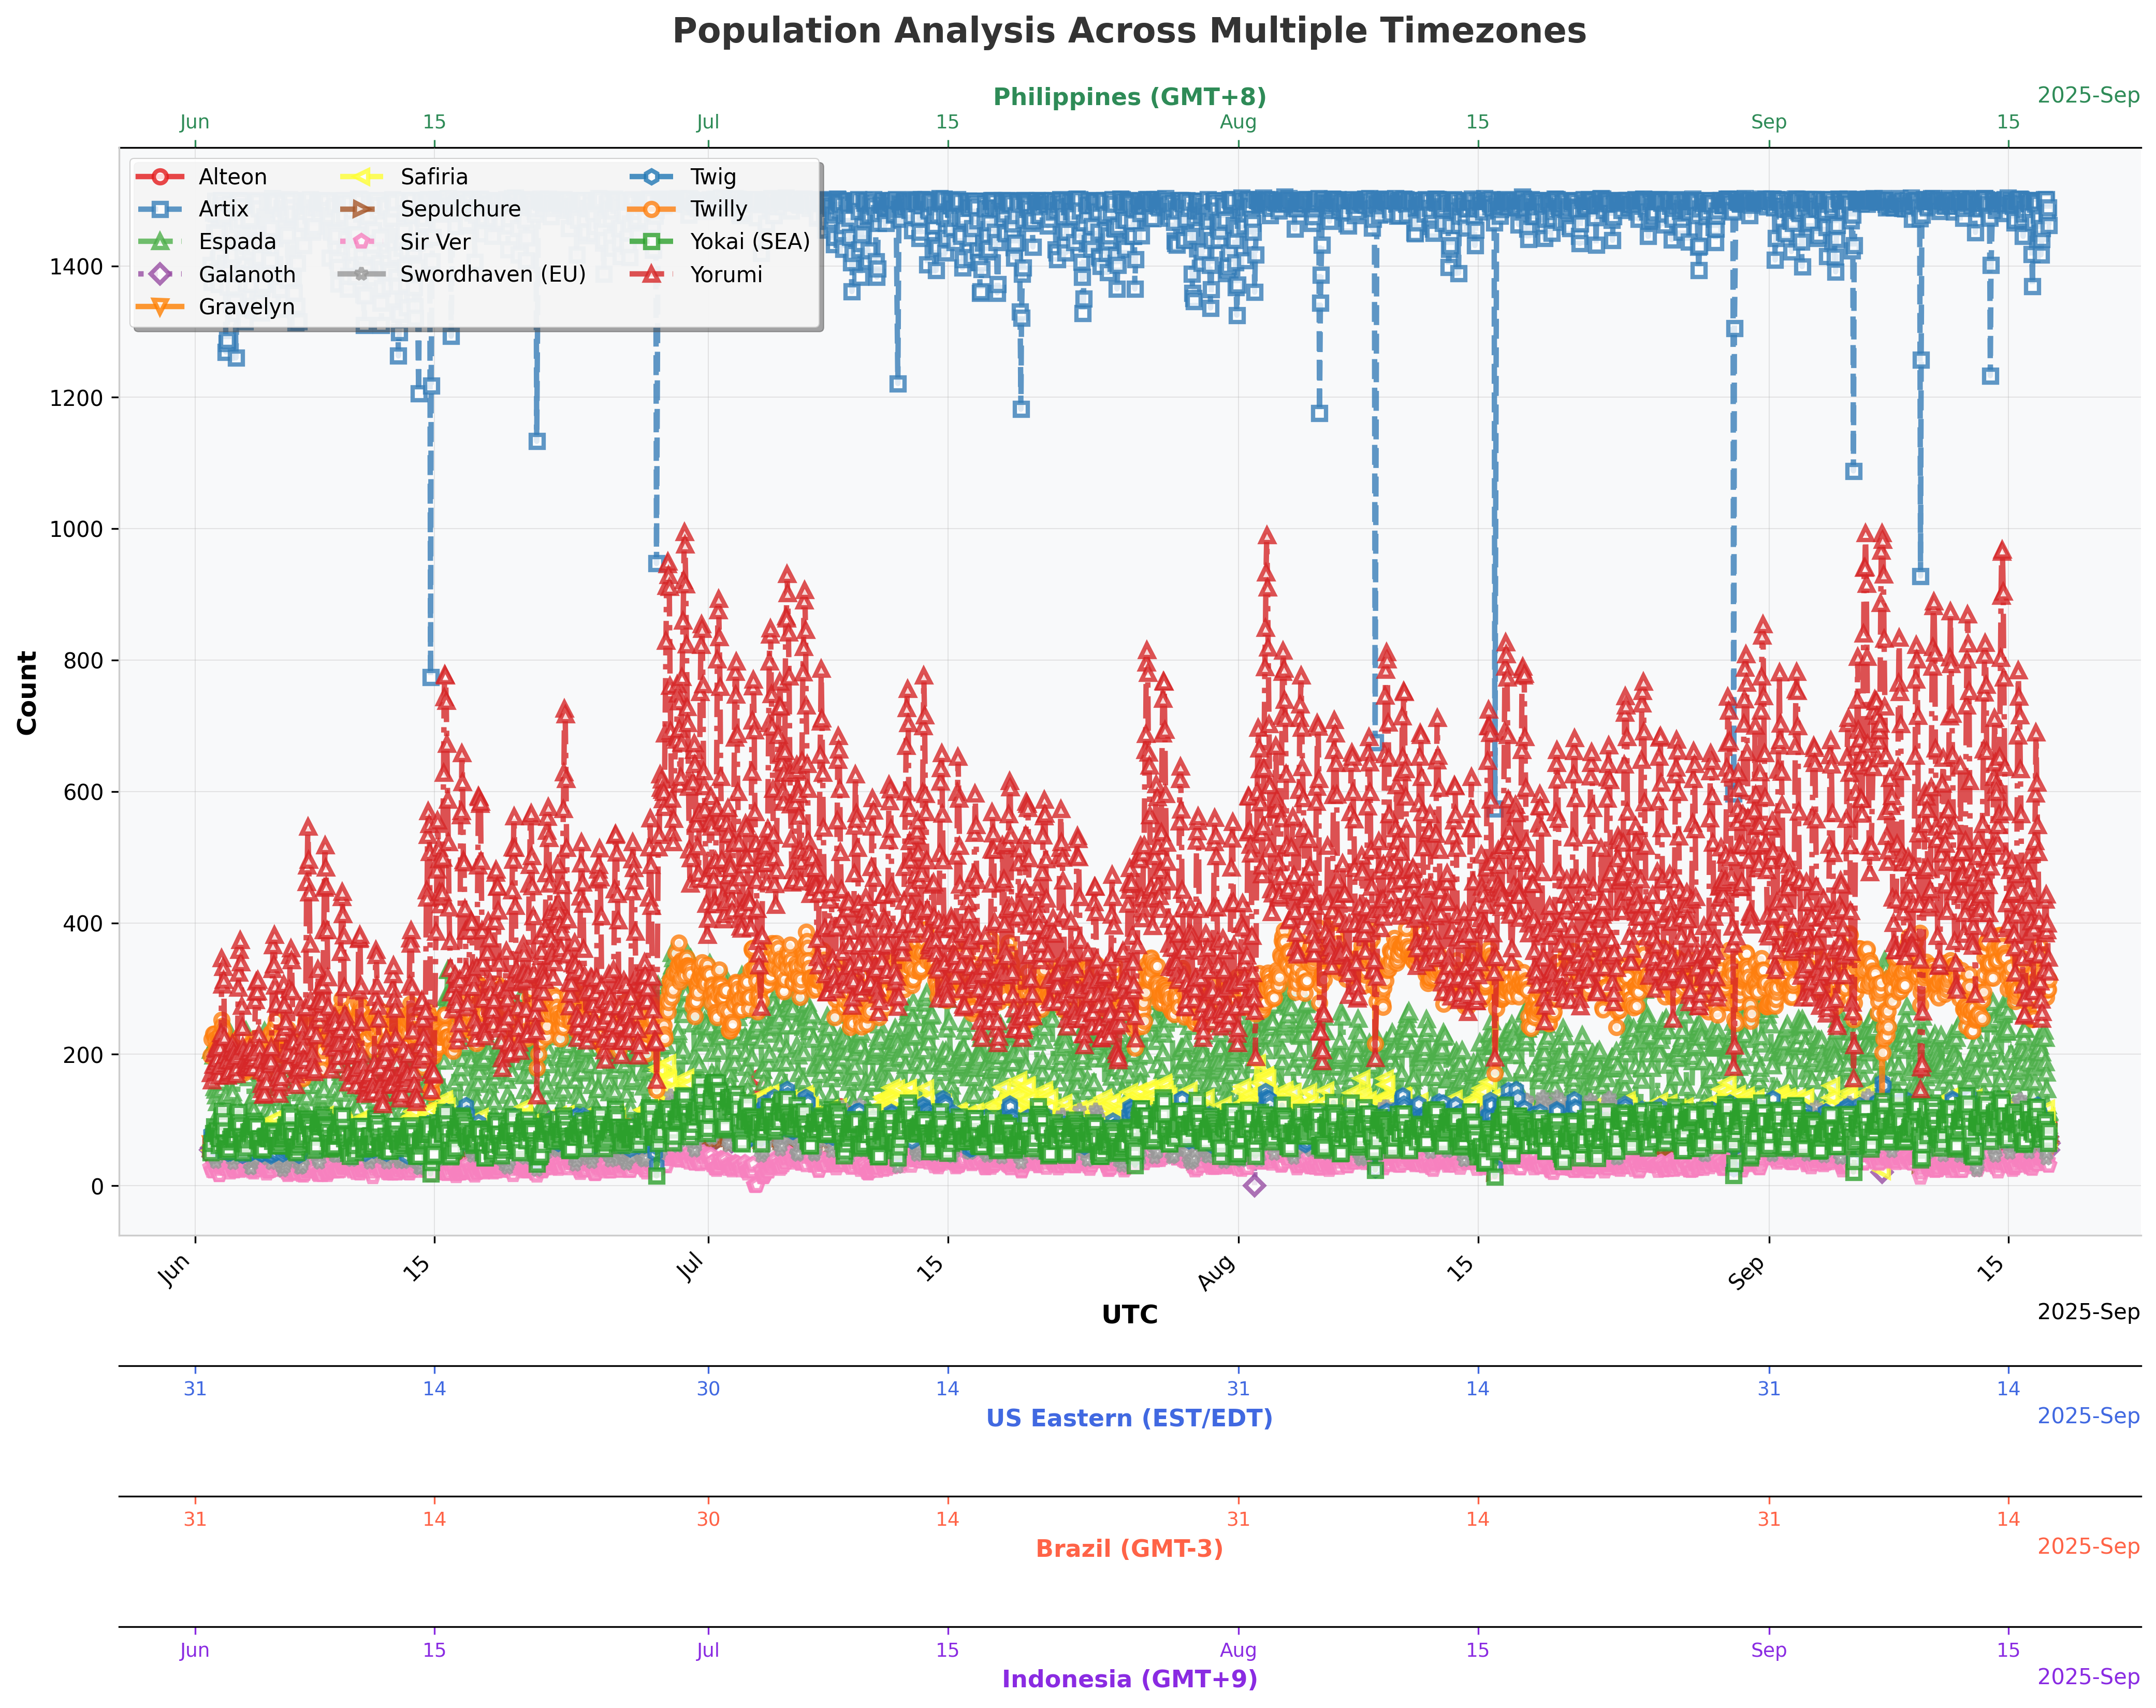 Population Analysis Across Multiple Timezones
Philippines (GMT+8)
2025-Sep
Jun 15 Jul 15 Aug 15 Sep 15
Alteon Safiria Twig
Artix Sepulchure Twilly
Espada Sir Ver Yokai (SEA)
Galanoth Swordhaven (EU) Yorumi
Gravelyn
1400
1200
1000
800
600
400
200
0
Count
Jun 15 Jul 15 Aug 15 Sep 15
UTC
2025-Sep
31 14 30 14 31 14 31 14
US Eastern (EST/EDT)
2025-Sep
31 14 30 14 31 14 31 14
Brazil (GMT-3)
2025-Sep
Jun 15 Jul 15 Aug 15 Sep 15
Indonesia (GMT+9)
2025-Sep